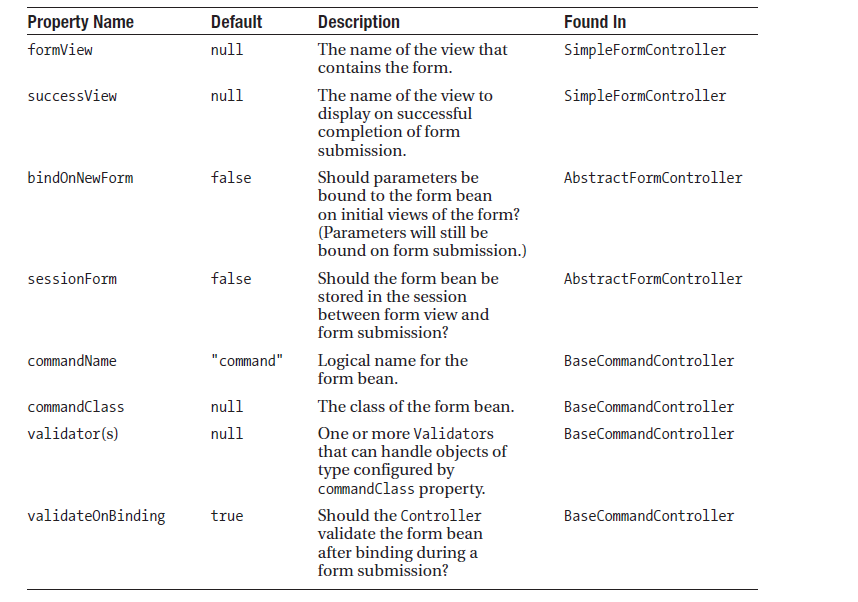 Property Name Default Description Found In
formView null The name of the view that SimpleFormController
contains the form.
successView null The name of the view to SimpleFormController
display on successful
completion of form
submission.
bindOnNewForm false Should parameters be AbstractFormController
bound to the form bean
on initial views of the form?
(Parameters will still be
bound on form submission.)
sessionForm false Should the form bean be AbstractFormController
stored in the session
between form view and
form submission?
commandName "command" Logical name for the BaseCommandController
form bean.
commandClass null The class of the form bean. BaseCommandController
validator(s) null One or more Validators BaseCommandController
that can handle objects of
type configured by
commandClass property.
validateOnBinding true Should the Controller BaseCommandController
validate the form bean
after binding during a
form submission?